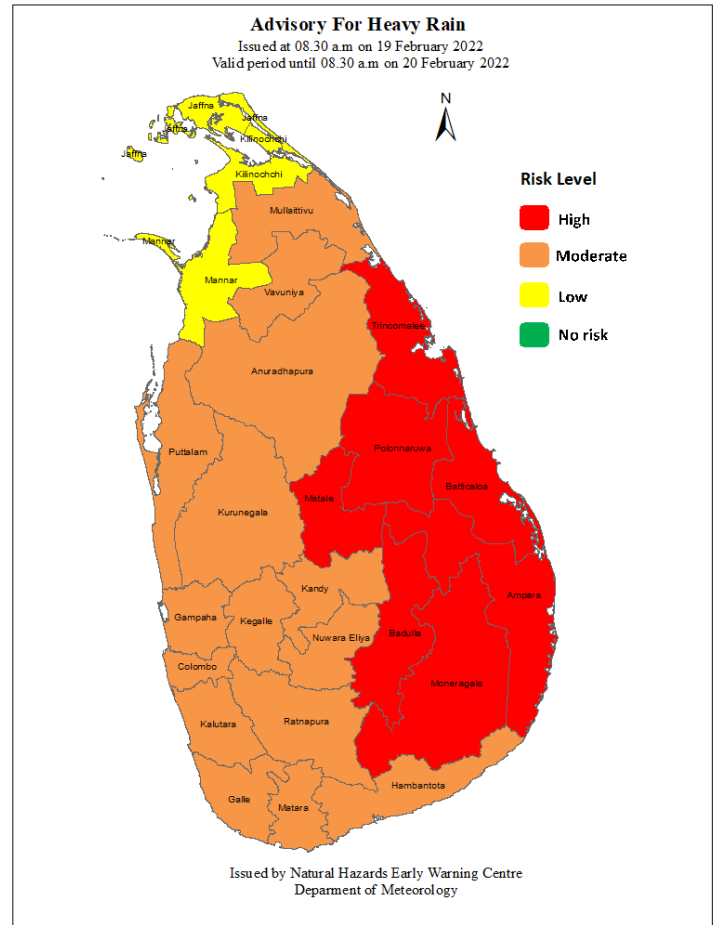 Advisory For Heavy Rain
Issued at 08.30 a.m on 19 February 2022
Valid period until 08.30 a.m on 20 February 2022
N
Risk Level
High
Moderate
Low
No risk
Jaffna
Jaffna
Jaffna
Kilinochchi
Jaffna
Kilinochchi
Mullaittivu
Mannar
Mannar
Vavuniya
Trincomalee
Anuradhapura
Puttalam
Polonnaruwa
Batticaloa
Matale
Kurunegala
Kandy
Ampara
Gampaha
Kegalle
Nuwara Eliya
Badulla
Colombo
Moneragala
Kalutara
Ratnapura
Hambantota
Galle
Matara
Issued by Natural Hazards Early Warning Centre
Deparment of Meteorology